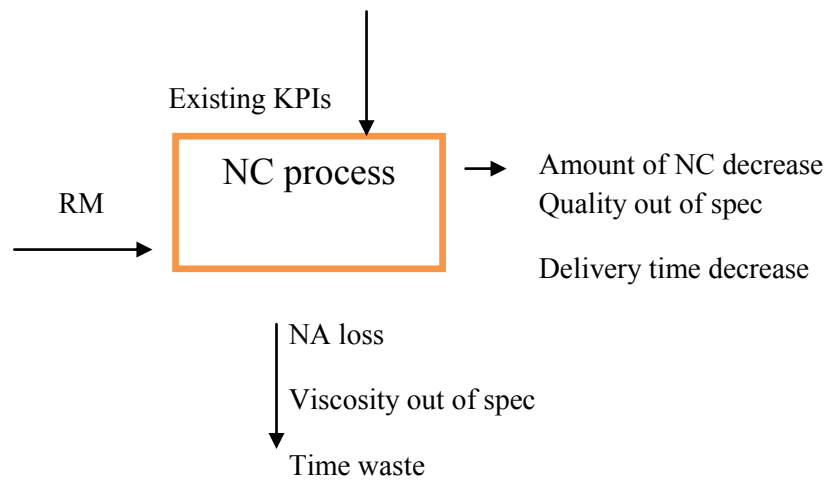 Existing KPIs
NC process
RM
Amount of NC decrease
Quality out of spec
Delivery time decrease
NA loss
Viscosity out of spec
Time waste